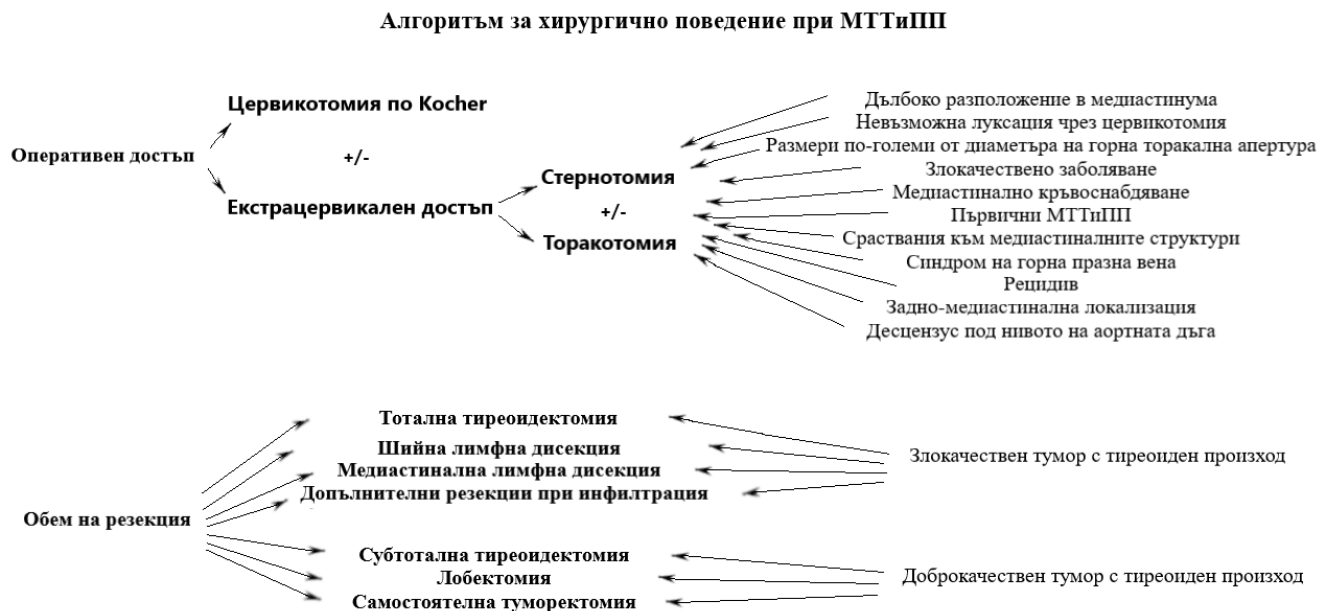 Алгоритъм за хирургично поведение при МТТиПП
Цервикотомия по Kocher
Оперативен достъп
+/-
Екстрацервикален достъп
Стернотомия
+/-
Торакотомия
Дълбоко разположение в медиастинума
Невъзможна луксация чрез цервикотомия
Размери по-големи от диаметъра на горна торакална апертура
Злокачествено заболяване
Медиастинално кръвоснабдяване
Първични МТТиПП
Сраствания към медиастиналните структури
Синдром на горна празна вена
Рецидив
Задно-медиастинална локализация
Десцензус под нивото на аортната дъга
Обем на резекция
Тотална тиреоидектомия
Шийна лимфна дисекция
Медиастинална лимфна дисекция
Допълнителни резекции при инфилтрация
Злокачествен тумор с тиреоиден произход
Субтотална тиреоидектомия
Лобектомия
Самостоятелна туморектомия
Доброкачествен тумор с тиреоиден произход